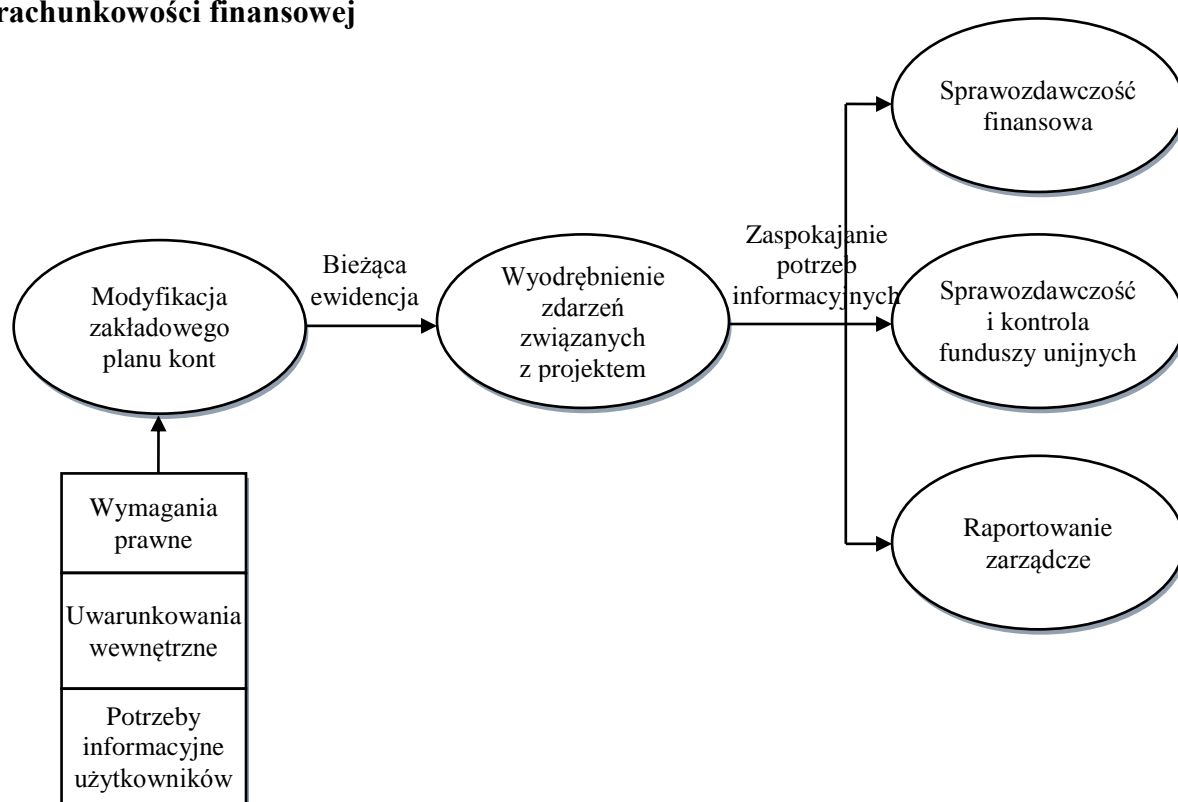 rachunkowości finansowej
Sprawozdawczość
finansowa
Modyfikacja
zakładowego
planu kont
Bieżąca
ewidencja
Wyodrębnienie
zdarzeń
związanych
z projektem
Zaspokajanie
potrzeb
informacyjnych
Sprawozdawczość
i kontrola
funduszy unijnych
Raportowanie
zarządcze
Wymagania
prawne
Uwarunkowania
wewnętrzne
Potrzeby
informacyjne
użytkowników